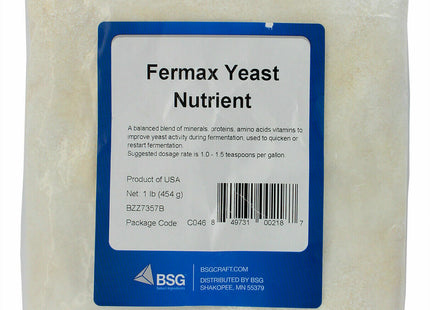 Fermax Yeast
Nutrient
A balanced blend of minerals, proteins, amino acids vitamins to
improve yeast activity during fermentation, used to quicken or
restart fermentation.
Suggested dosage rate is 1.0 - 1.5 teaspoons per gallon.
Product of USA
Net 1 lb (454 g)
BZZ7357B
Package Code C046
8 49731 00218 7
BSG
Select Ingredients
BSGCRAFT.COM
DISTRIBUTED BY BSG
SHAKOPEE, MN 55379